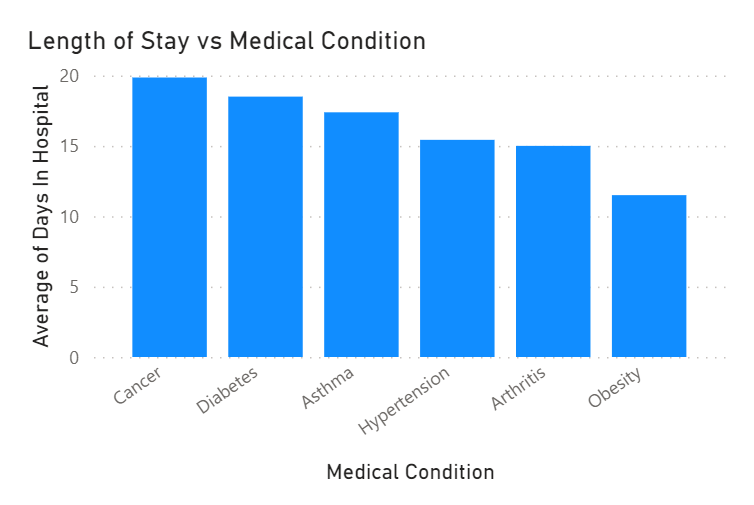 Length of Stay vs Medical Condition
Average of Days In Hospital
20
15
10
5
0
Cancer
Diabetes
Asthma
Hypertension
Arthritis
Obesity
Medical Condition